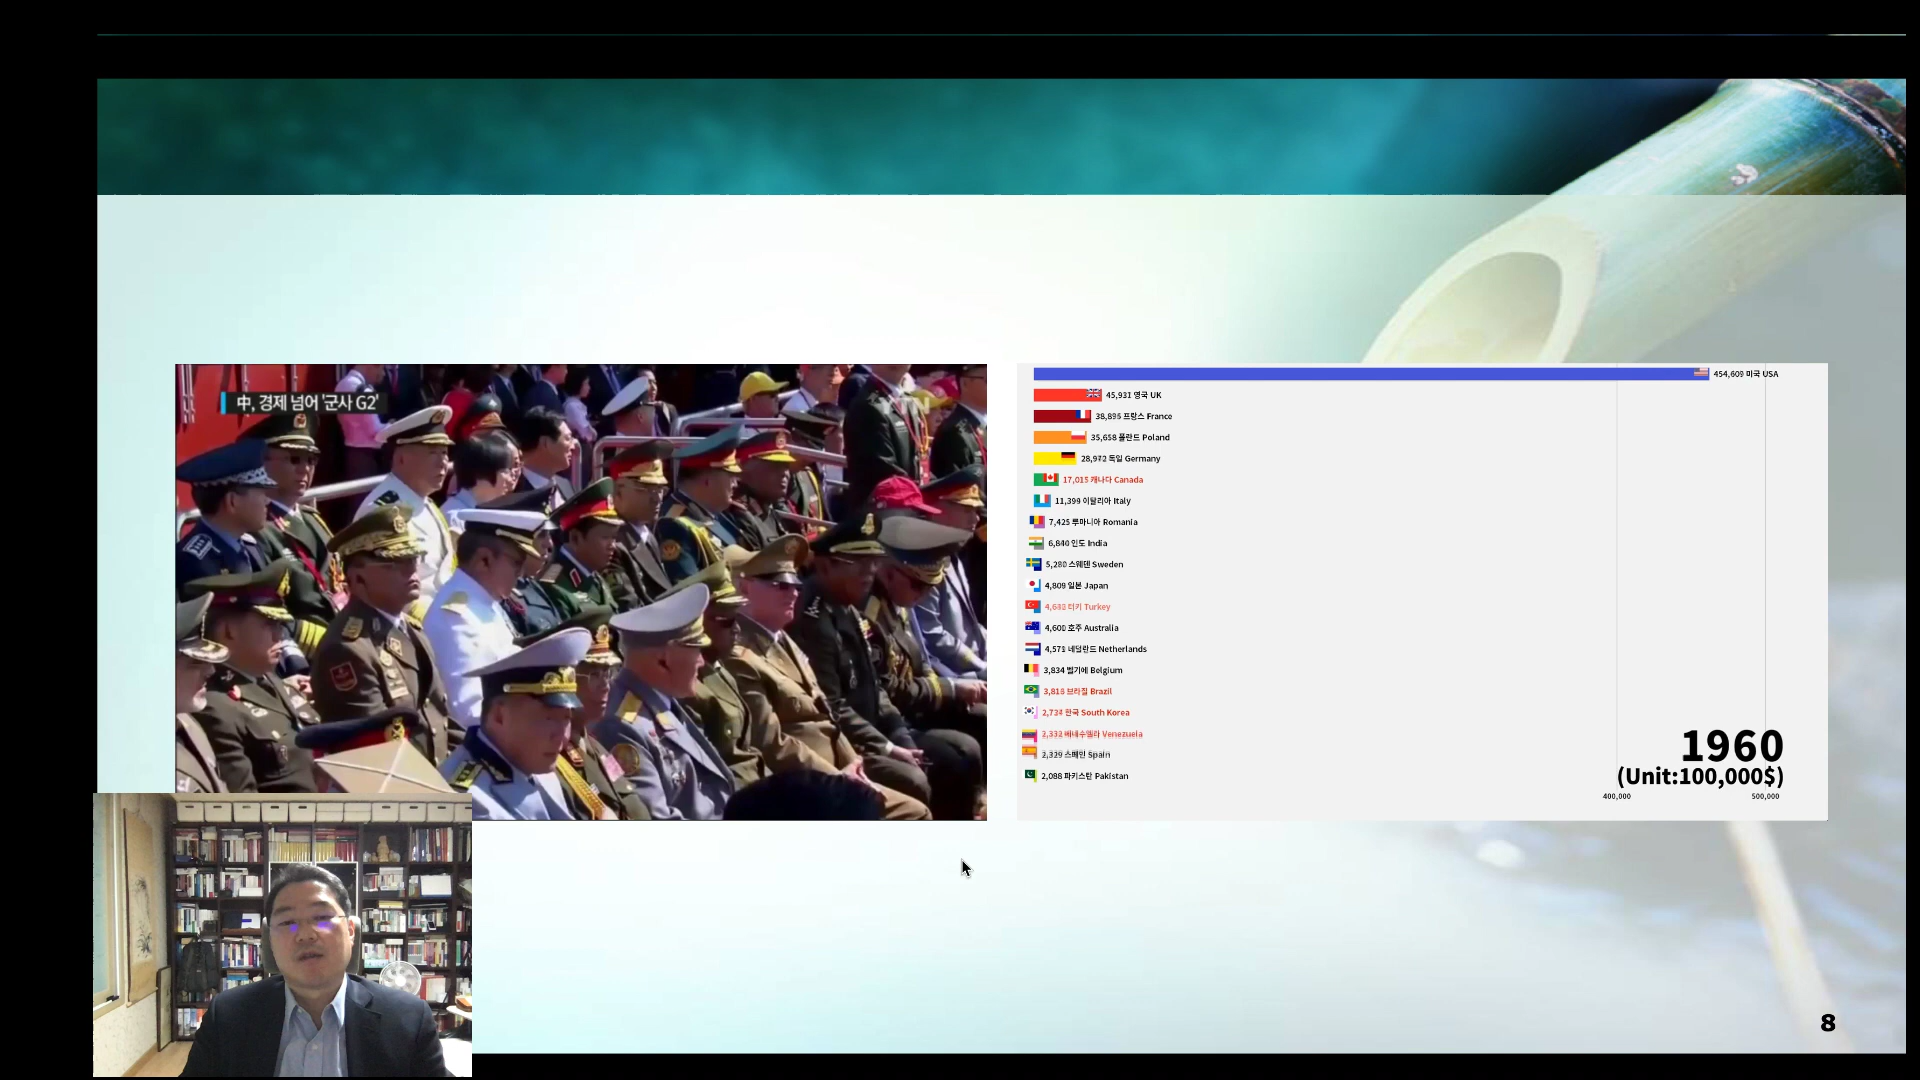 中, 경제 넘어 '군사 G2'
454,609 미국 USA
45,931 영국 UK
38,895 프랑스 France
35,658 폴란드 Poland
28,972 독일 Germany
17,015 캐나다 Canada
11,399 이탈리아 Italy
7,425 루마니아 Romania
6,840 인도 India
5,280 스웨덴 Sweden
4,809 일본 Japan
터키 Turkey
4,600 호주 Australia
4,571 네덜란드 Netherlands
3,834 벨기에 Belgium
3,818 브라질 Brazil
2,734 한국 South Korea
2,332 베네수엘라 Venezuela
2,329 스페인 Spain
2,088 파키스탄 Pakistan
1960
(Unit:100,000$)
400,000 500,000
8